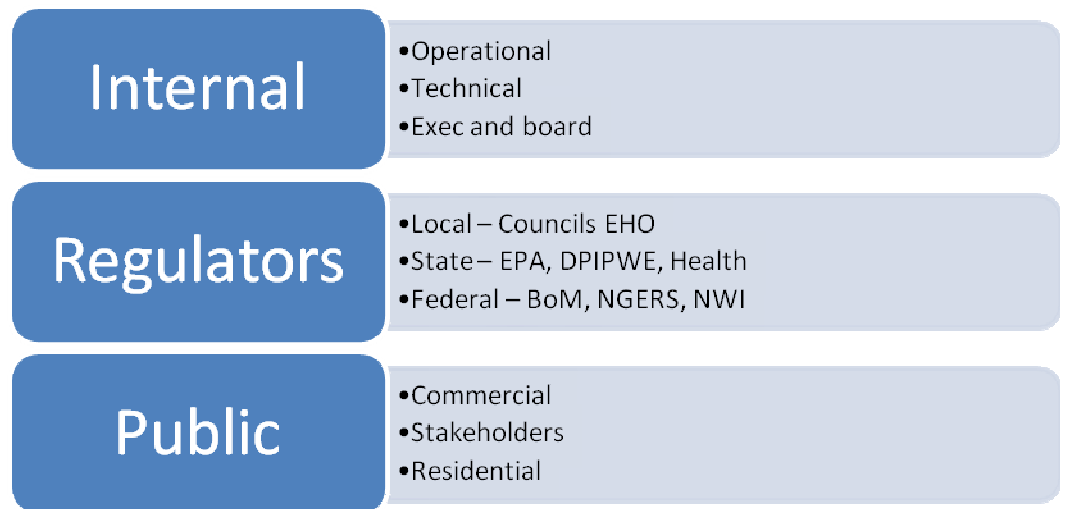 Internal
•Operational
•Technical
•Exec and board
Regulators
•Local – Councils EHO
•State – EPA, DPIPWE, Health
•Federal – BoM, NGERS, NWI
Public
•Commercial
•Stakeholders
•Residential